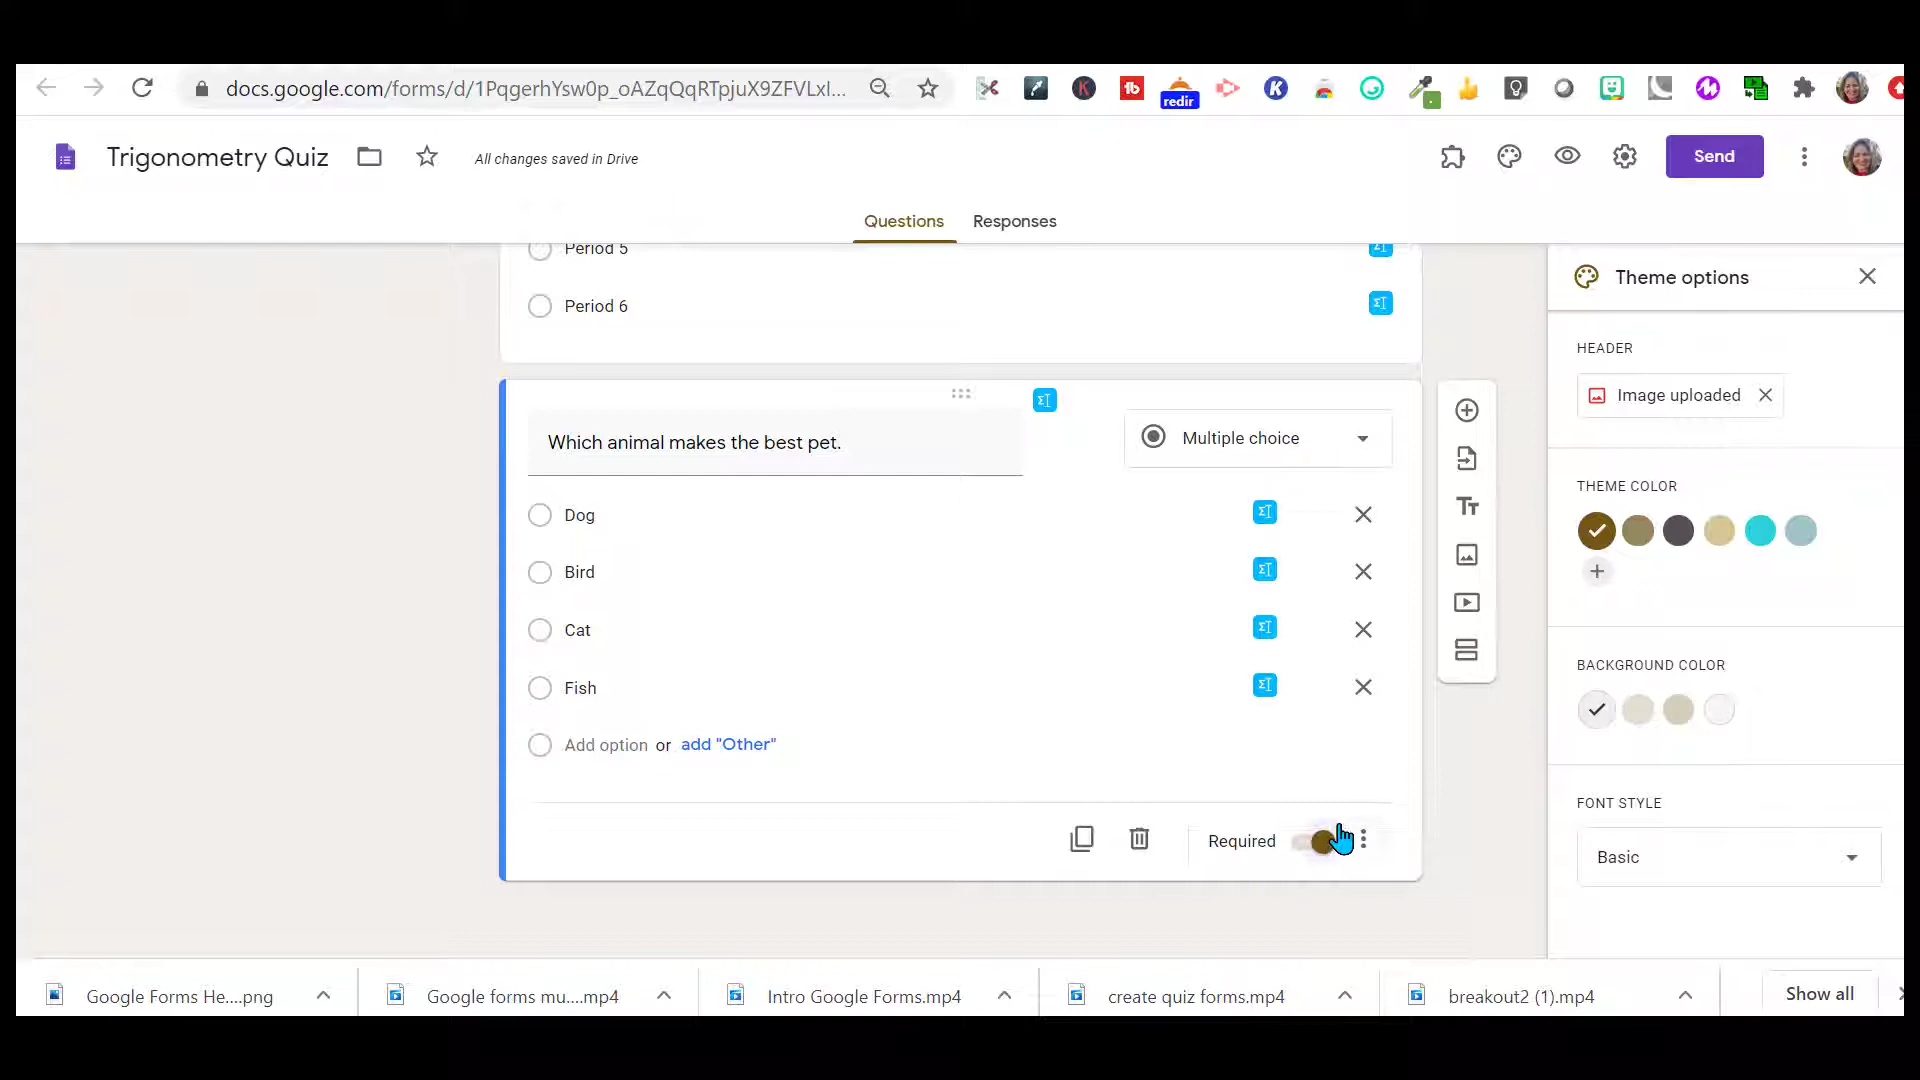 docs.google.com/forms/d/1PqgerhYsw0p_oAZqQqRTpjuX9ZFVLxI...
redir
Trigonometry Quiz
All changes saved in Drive
Send
Questions
Responses
Period 5
Period 6
Which animal makes the best pet.
Multiple choice
Dog
Bird
Cat
Fish
Add option or add "Other"
Required
Theme options
HEADER
Image uploaded
THEME COLOR
BACKGROUND COLOR
FONT STYLE
Basic
Google Forms He....png
Google forms mu....mp4
Intro Google Forms.mp4
create quiz forms.mp4
breakout2 (1).mp4
Show all